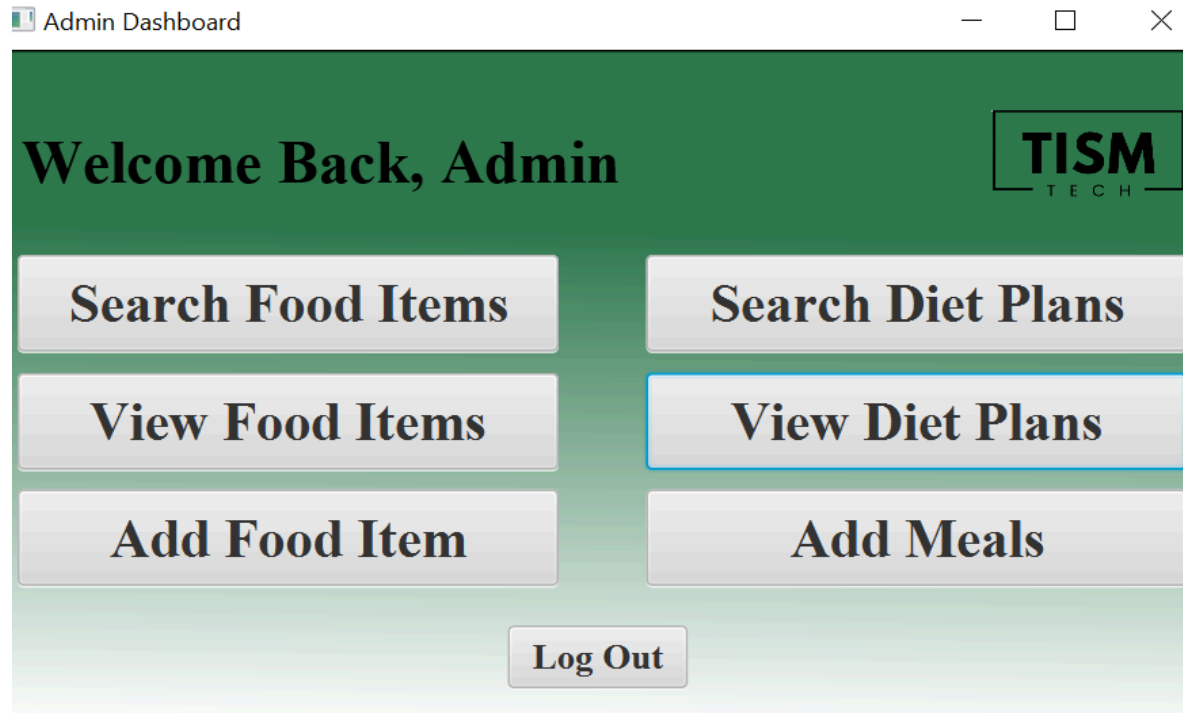 Admin Dashboard
Welcome Back, Admin
TISM
TECH
Search Food Items
Search Diet Plans
View Food Items
View Diet Plans
Add Food Item
Add Meals
Log Out